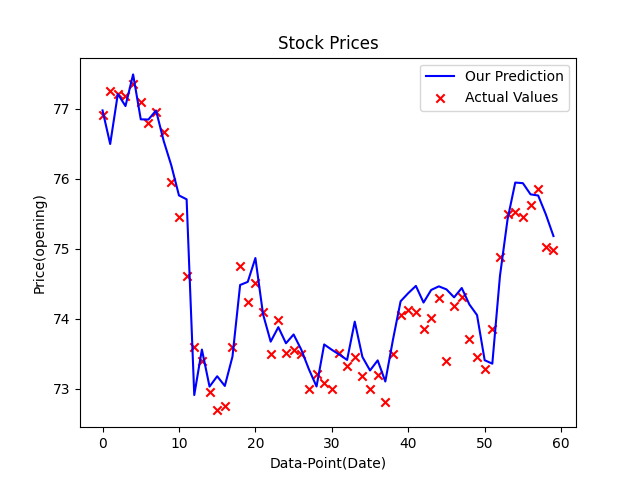 Stock Prices
Our Prediction
Actual Values
Price(opening)
77
76
75
74
73
0 10 20 30 40 50 60
Data-Point(Date)